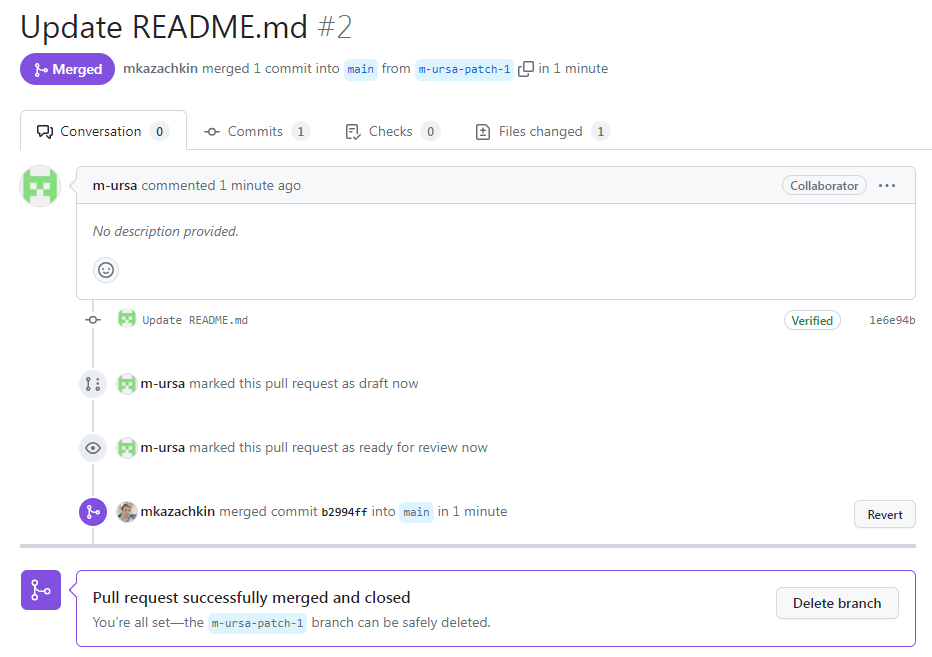 Update README.md #2
Merged mkazachkin merged 1 commit into main from m-ursa-patch-1 in 1 minute
Conversation 0 Commits 1 Checks 0 Files changed 1
m-ursa commented 1 minute ago Collaborator
No description provided.
Update README.md Verified 1e6e94b
m-ursa marked this pull request as draft now
m-ursa marked this pull request as ready for review now
mkazachkin merged commit b2994ff into main in 1 minute Revert
Pull request successfully merged and closed
You’re all set—the m-ursa-patch-1 branch can be safely deleted.
Delete branch